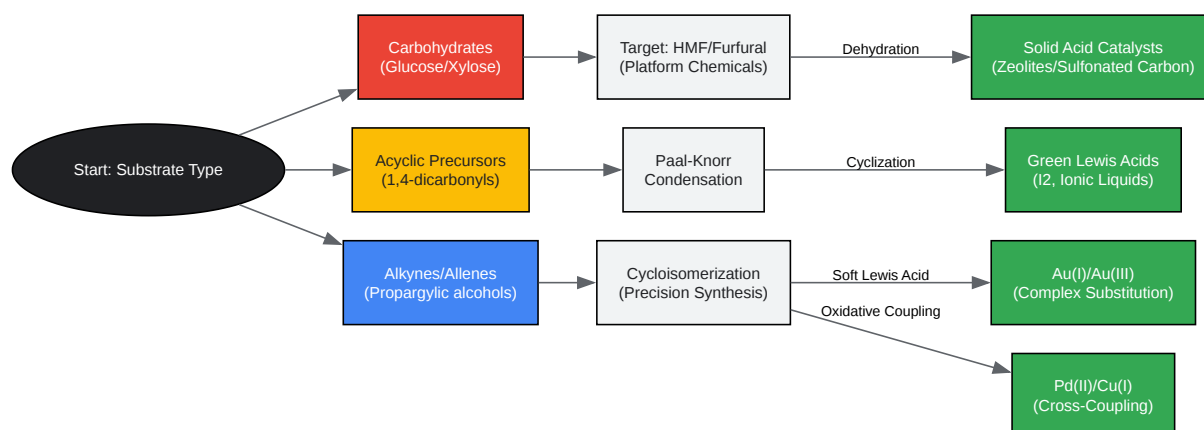 Carbohydrates
(Glucose/Xylose)
Target: HMF/Furfural
(Platform Chemicals)
Dehydration
Solid Acid Catalysts
(Zeolites/Sulfonated Carbon)
Start: Substrate Type
Acyclic Precursors
(1,4-dicarbonyls)
Paal-Knorr
Condensation
Cyclization
Green Lewis Acids
(I2, Ionic Liquids)
Alkynes/Allenes
(Propargylic alcohols)
Cycloisomerization
(Precision Synthesis)
Soft Lewis Acid
Au(I)/Au(III)
(Complex Substitution)
Oxidative Coupling
Pd(II)/Cu(I)
(Cross-Coupling)